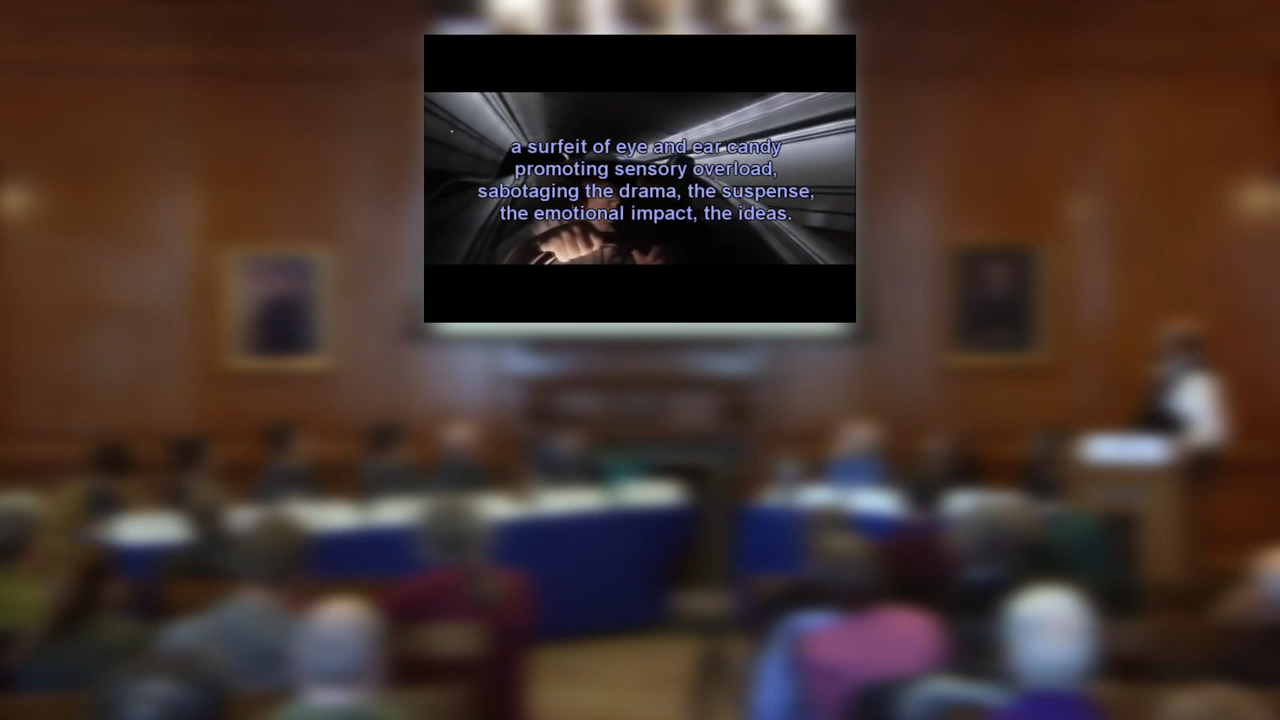 a surfeit of eye and ear candy
promoting sensory overload,
sabotaging the drama, the suspense,
the emotional impact, the ideas.